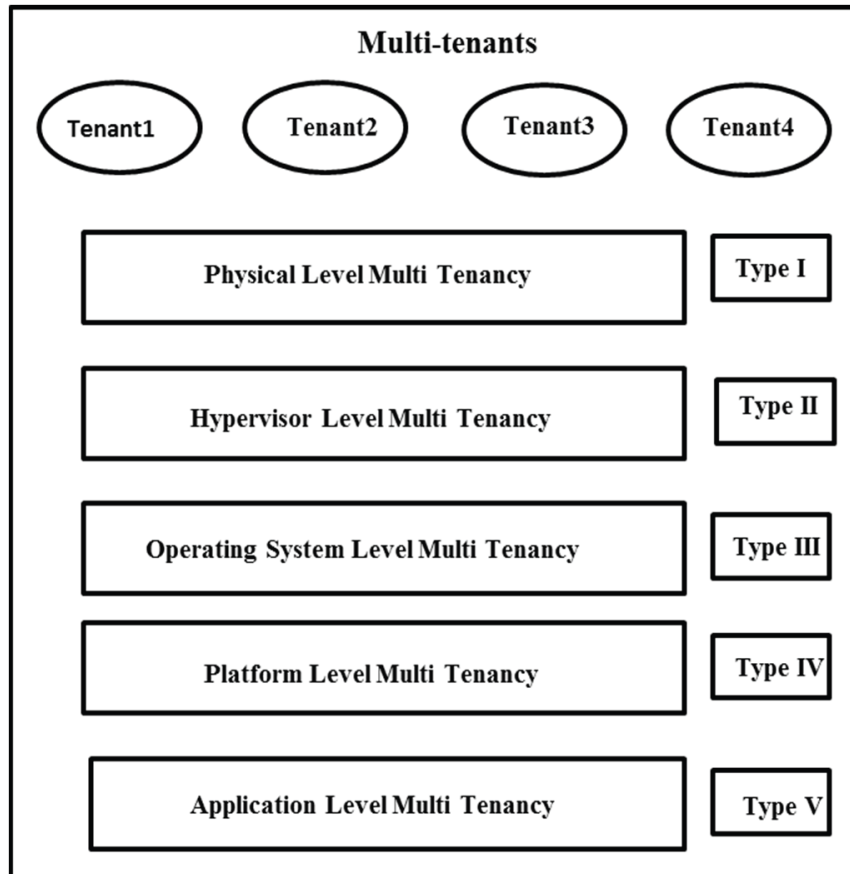 Multi-tenants
Tenant1 Tenant2 Tenant3 Tenant4
Physical Level Multi Tenancy Type I
Hypervisor Level Multi Tenancy Type II
Operating System Level Multi Tenancy Type III
Platform Level Multi Tenancy Type IV
Application Level Multi Tenancy Type V